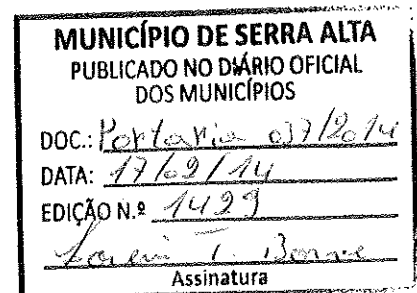 MUNICÍPIO DE SERRA ALTA
PUBLICADO NO DIÁRIO OFICIAL
DOS MUNICÍPIOS
DOC.: Portaria 037/2014
DATA: 17/02/14
EDIÇÃO N.º 1429
Assinatura